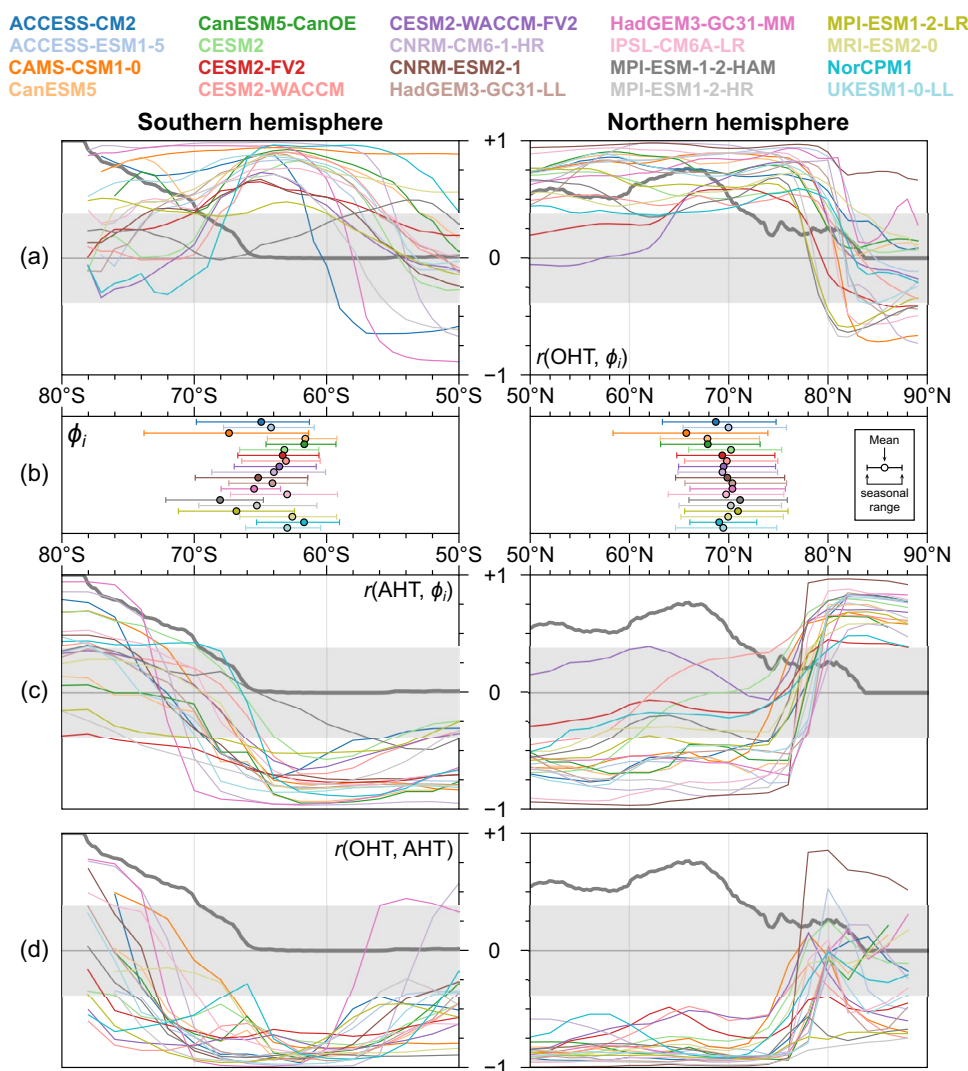 ACCESS-CM2 CanESM5-CanOE CESM2-WACCM-FV2 HadGEM3-GC31-MM MPI-ESM1-2-LR
ACCESS-ESM1-5 CESM2 CNRM-CM6-1-HR IPSL-CM6A-LR MRI-ESM2-0
CAMS-CSM1-0 CESM2-FV2 CNRM-ESM2-1 MPI-ESM-1-2-HAM NorCPM1
CanESM5 CESM2-WACCM HadGEM3-GC31-LL MPI-ESM1-2-HR UKESM1-0-LL
Southern hemisphere Northern hemisphere
+1
(a) 0
r(OHT, ϕi)
−1
80°S 70°S 60°S 50°S 50°N 60°N 70°N 80°N 90°N
ϕi
Mean
(b)
seasonal
range
80°S 70°S 60°S 50°S 50°N 60°N 70°N 80°N 90°N
+1
r(AHT, ϕi)
(c) 0
−1
+1
r(OHT, AHT)
(d) 0
−1